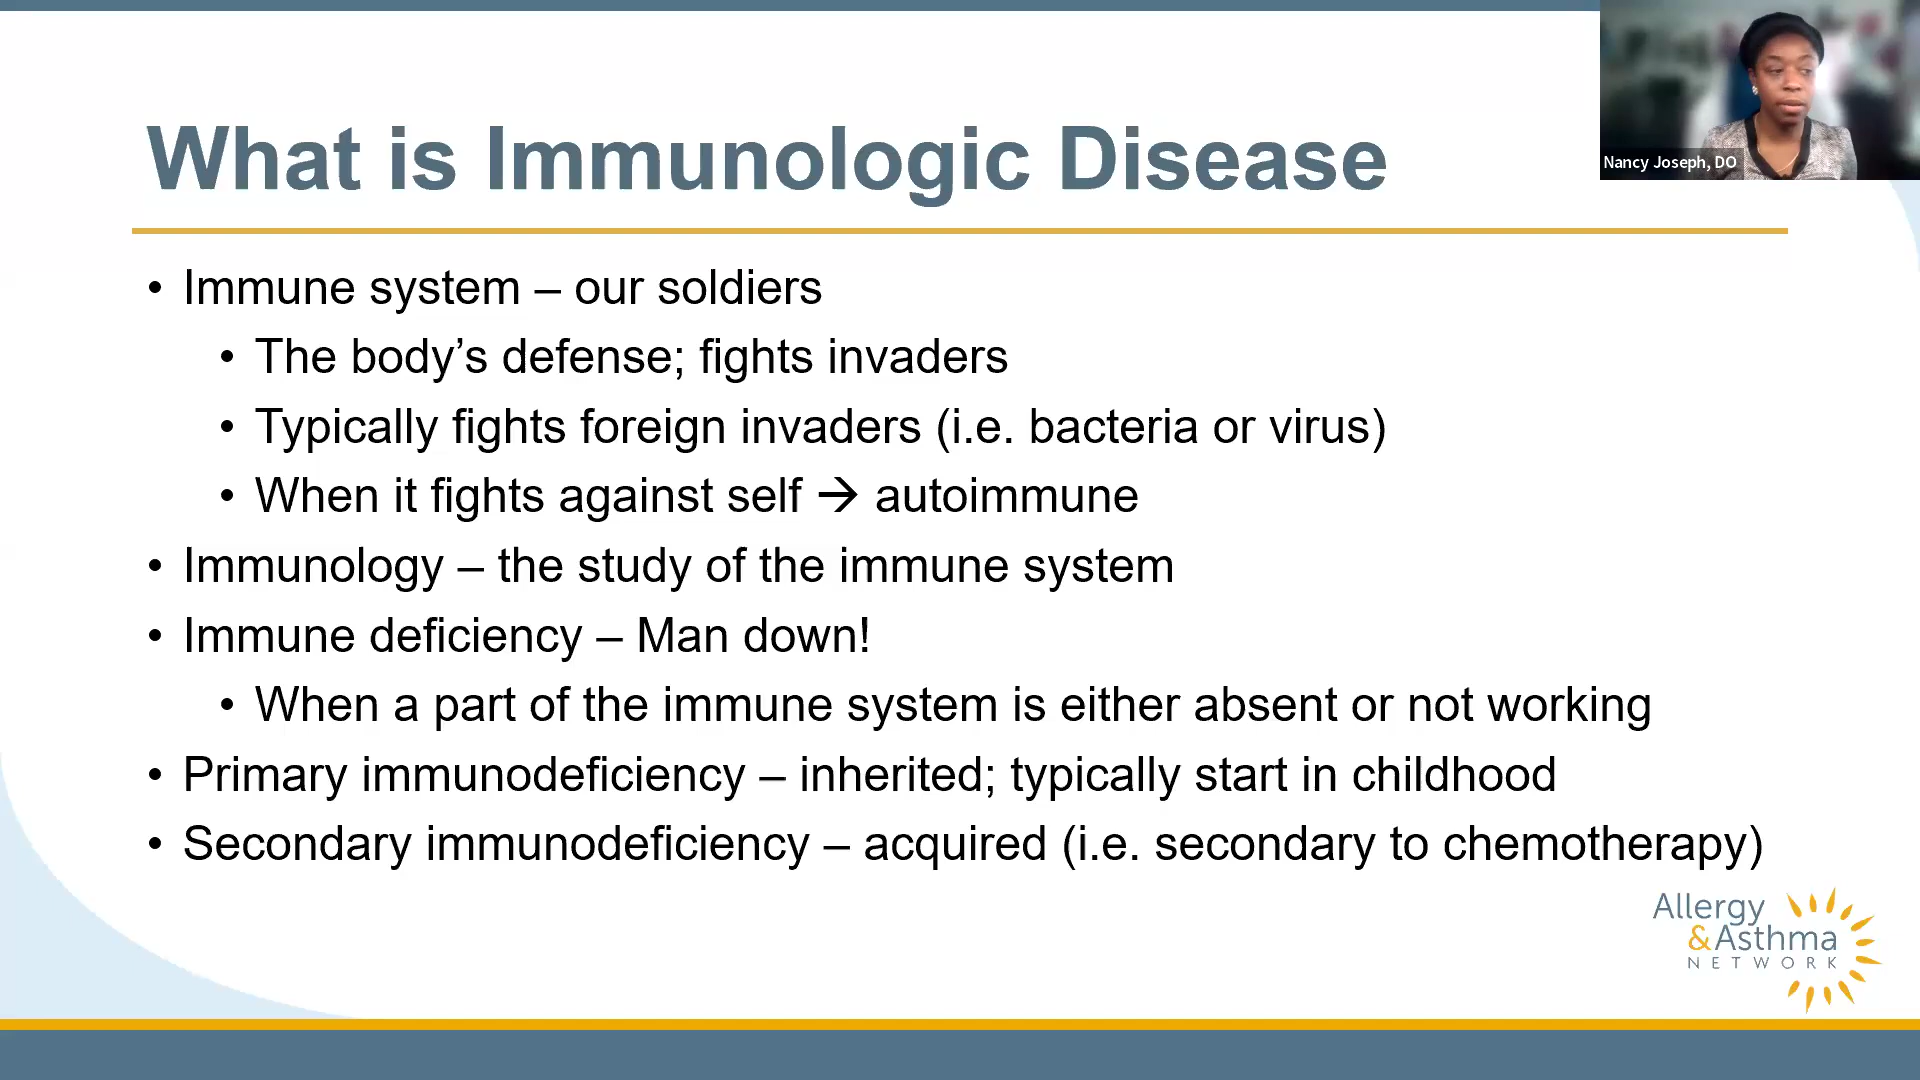 What is Immunologic Disease
Nancy Joseph, DO
• Immune system – our soldiers
• The body’s defense; fights invaders
• Typically fights foreign invaders (i.e. bacteria or virus)
• When it fights against self → autoimmune
• Immunology – the study of the immune system
• Immune deficiency – Man down!
• When a part of the immune system is either absent or not working
• Primary immunodeficiency – inherited; typically start in childhood
• Secondary immunodeficiency – acquired (i.e. secondary to chemotherapy)
Allergy
&Asthma
NETWORK